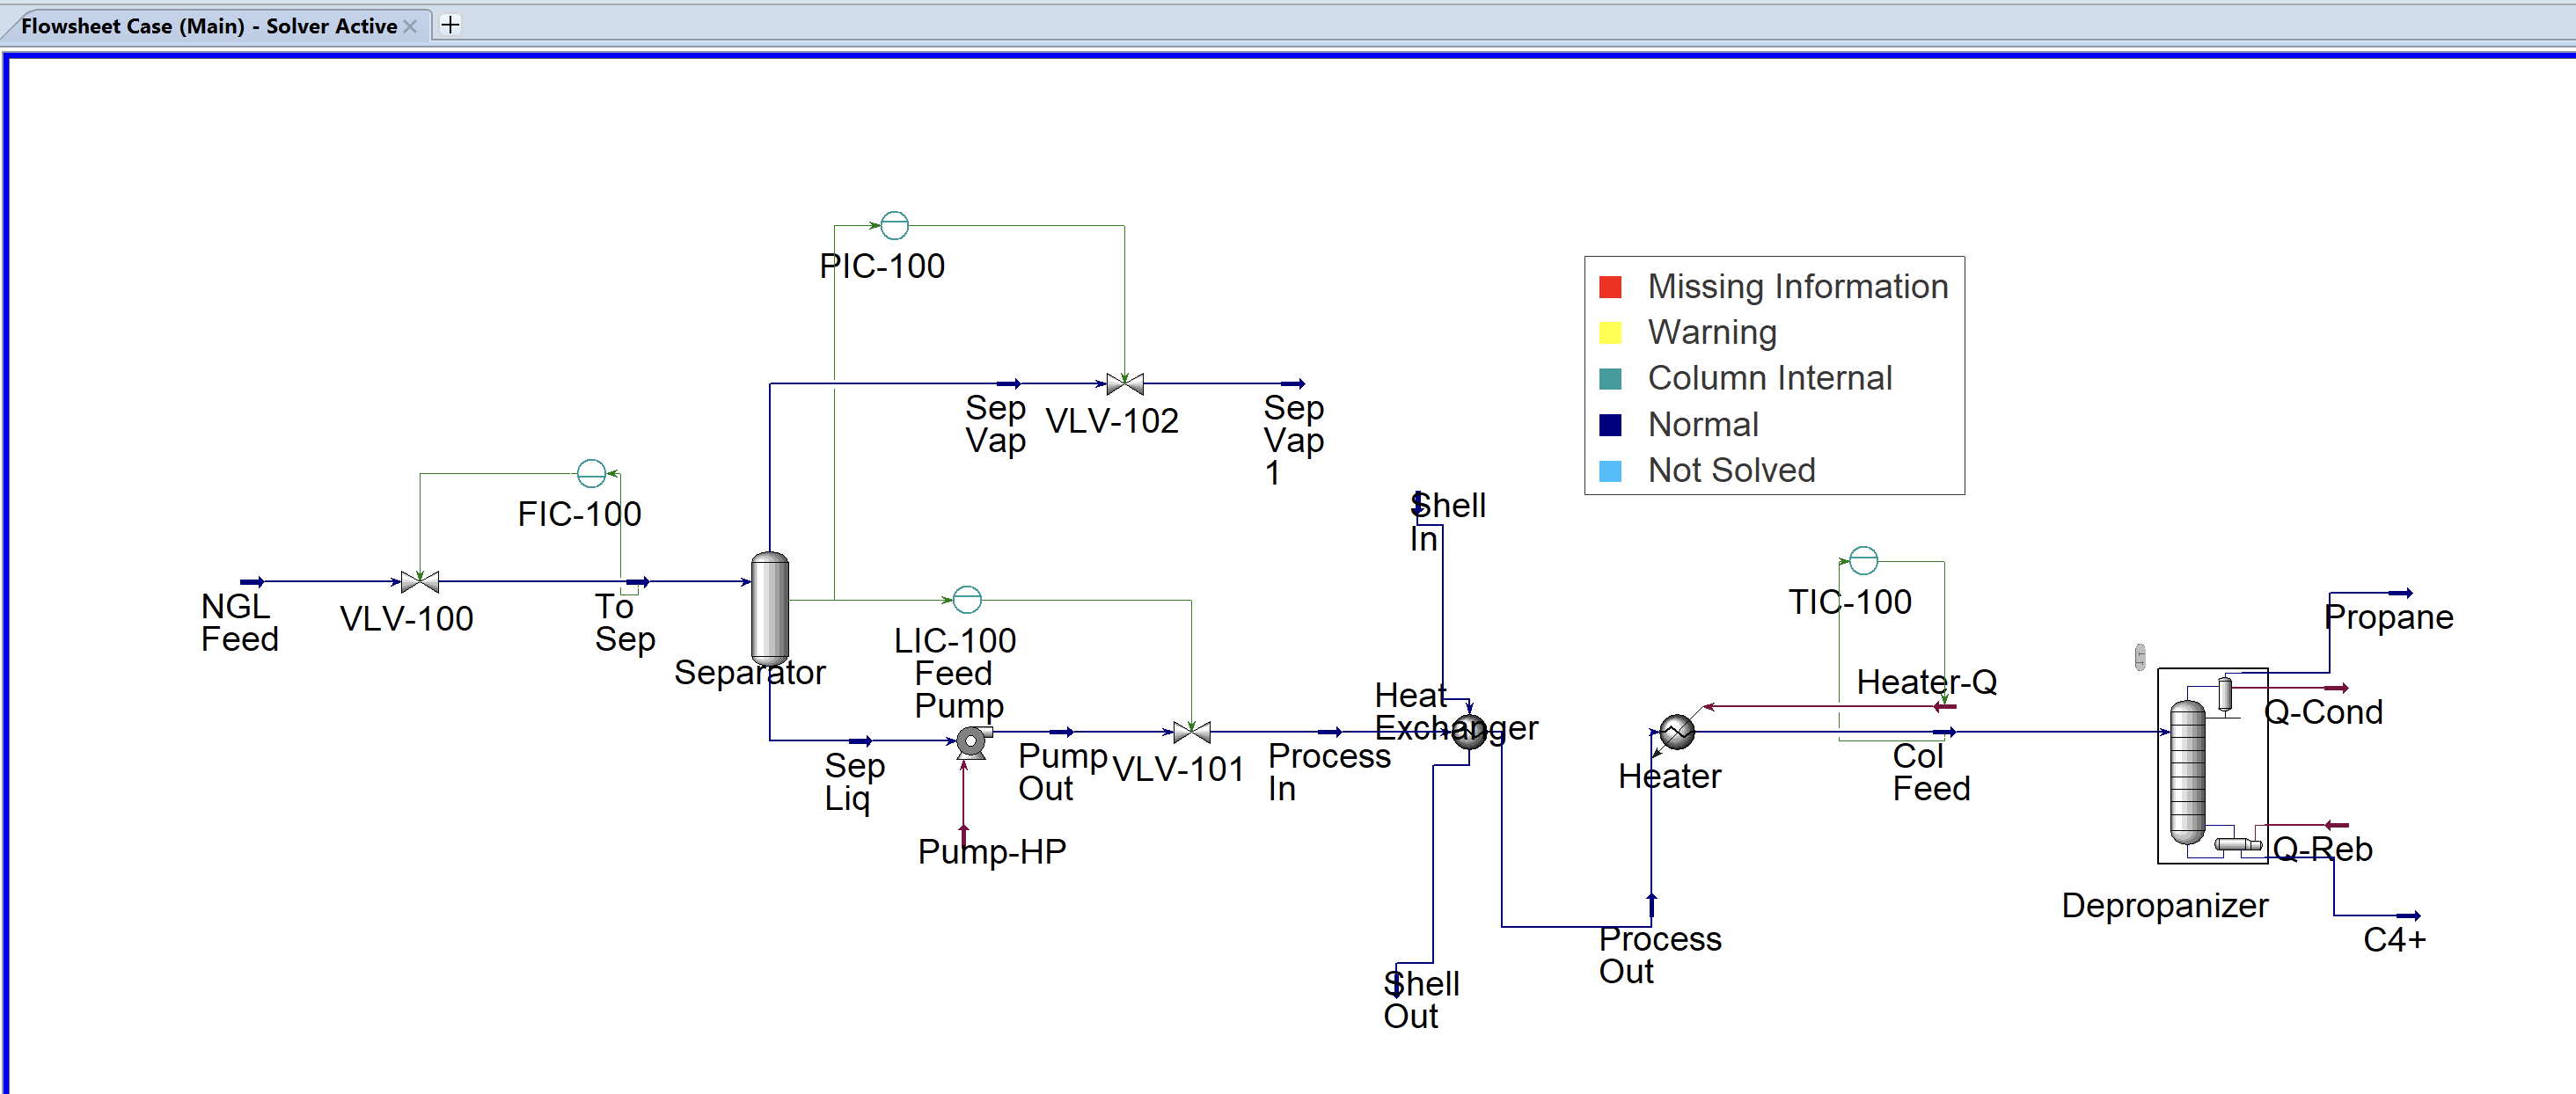 Flowsheet Case (Main) - Solver Active
PIC-100
Missing Information
Warning
Column Internal
Normal
Not Solved
Sep
Vap
VLV-102
Sep
Vap
1
FIC-100
Shell
In
NGL
Feed
VLV-100
To
Sep
Separator
LIC-100
Feed
Pump
TIC-100
Propane
Heater-Q
Heat
Exchanger
Q-Cond
Sep
Liq
Pump
Out
VLV-101
Process
In
Heater
Col
Feed
Pump-HP
Q-Reb
Depropanizer
Process
Out
C4+
Shell
Out